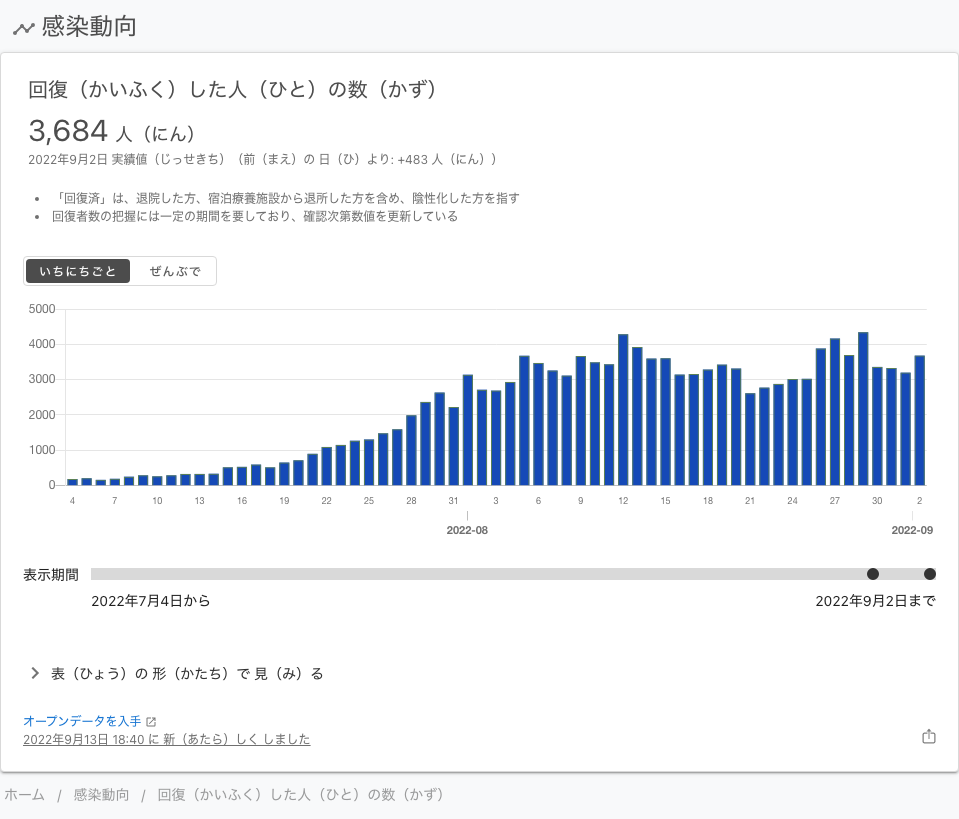 感染動向
回復（かいふく）した人（ひと）の数（かず）
3,684 人（にん）
2022年9月2日 実績値（じっせきち）（前（まえ）の 日（ひ）より: +483 人（にん））
「回復済」は、退院した方、宿泊療養施設から退所した方を含め、陰性化した方を指す
回復者数の把握には一定の期間を要しており、確認次第数値を更新している
いちにちごと ぜんぶで
5000
4000
3000
2000
1000
0
4 7 10 13 16 19 22 25 28 31 3 6 9 12 15 18 21 24 27 30 2
2022-08 2022-09
表示期間
2022年7月4日から 2022年9月2日まで
表（ひょう）の 形（かたち）で 見（み）る
オープンデータを入手
2022年9月13日 18:40 に 新（あたら）しく しました
ホーム / 感染動向 / 回復（かいふく）した人（ひと）の数（かず）